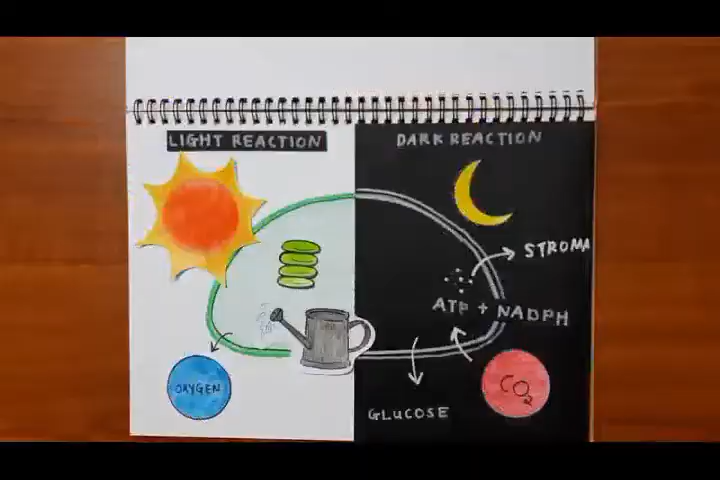 LIGHT REACTION
DARK REACTION
STROMA
ATP + NADPH
OXYGEN
CO2
GLUCOSE